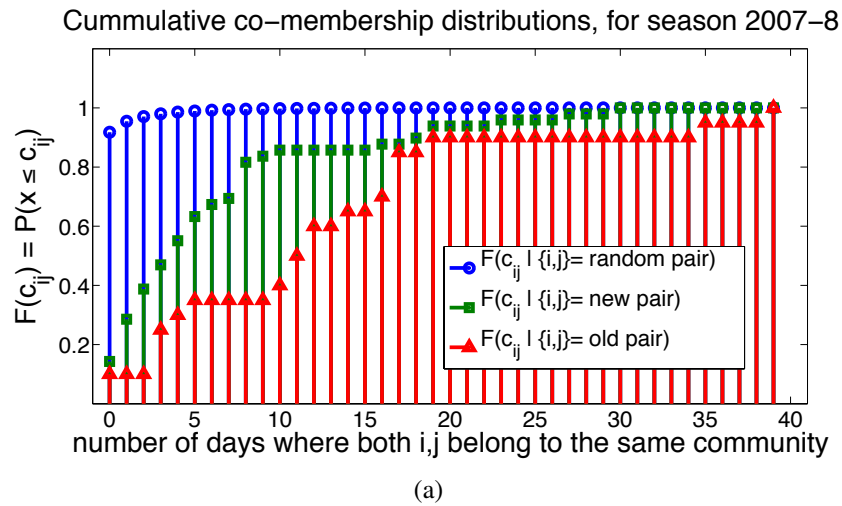 Cummulative co-membership distributions, for season 2007-8
F(c_ij) = P(x ≤ c_ij)
1
0.8
0.6
0.4
0.2
F(c_ij | {i,j}= random pair)
F(c_ij | {i,j}= new pair)
F(c_ij | {i,j}= old pair)
0 5 10 15 20 25 30 35 40
number of days where both i,j belong to the same community
(a)